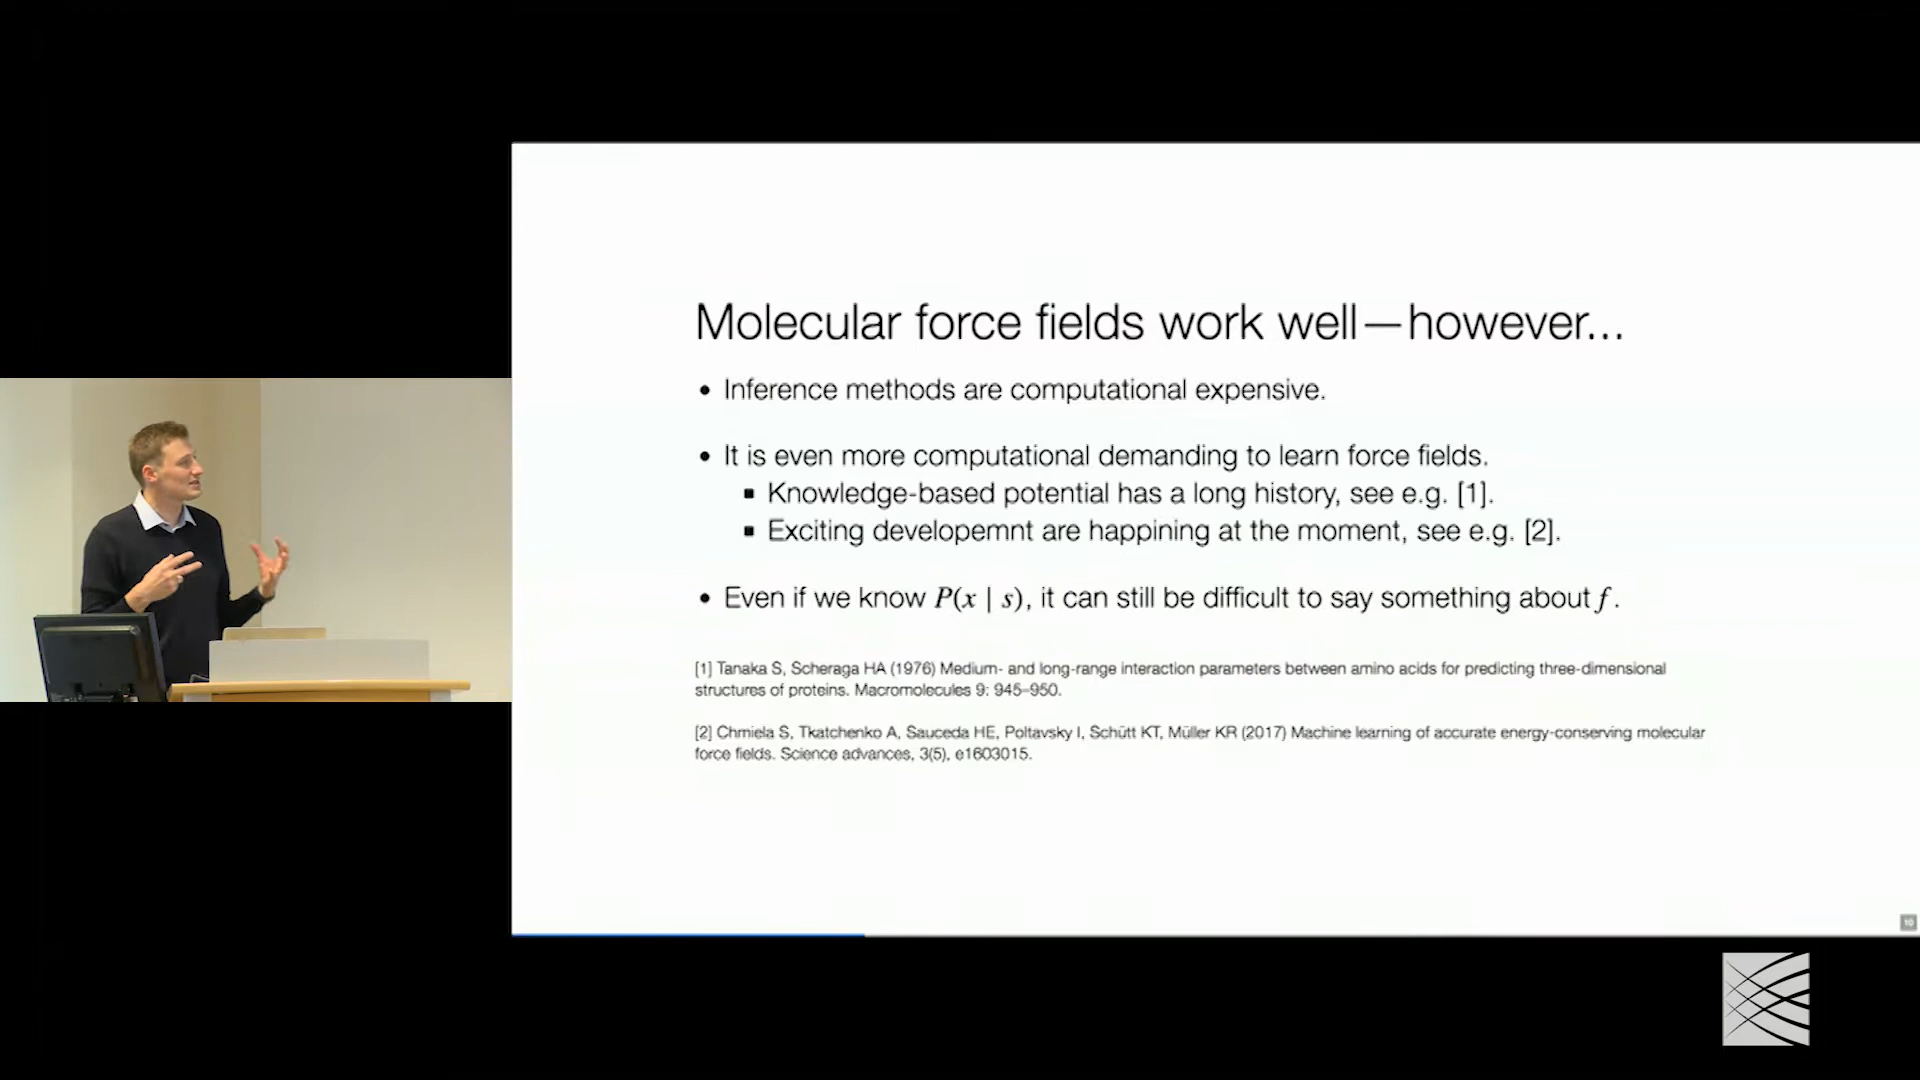 Molecular force fields work well—however...
• Inference methods are computational expensive.
• It is even more computational demanding to learn force fields.
▪ Knowledge-based potential has a long history, see e.g. [1].
▪ Exciting developemnt are happining at the moment, see e.g. [2].
• Even if we know P(x | s), it can still be difficult to say something about f.
[1] Tanaka S, Scheraga HA (1976) Medium- and long-range interaction parameters between amino acids for predicting three-dimensional
structures of proteins. Macromolecules 9: 945–950.
[2] Chmiela S, Tkatchenko A, Sauceda HE, Poltavsky I, Schütt KT, Müller KR (2017) Machine learning of accurate energy-conserving molecular
force fields. Science advances, 3(5), e1603015.
10